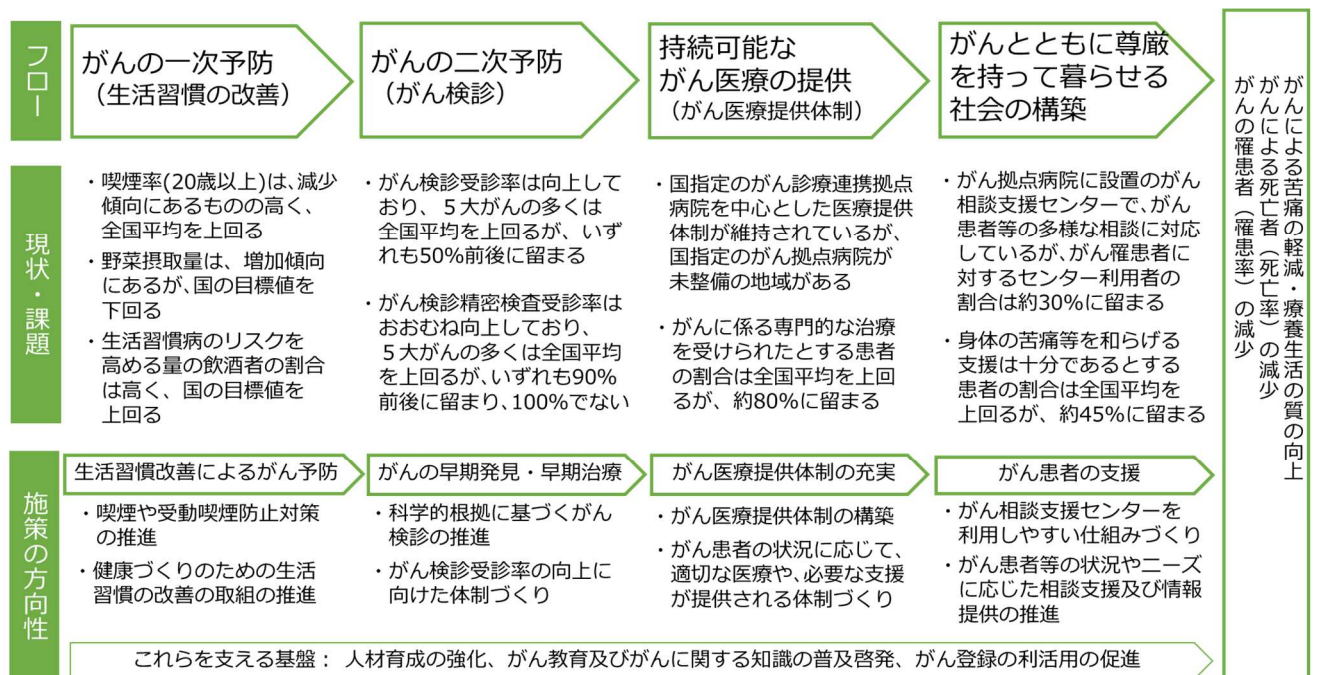 フロー
がんの一次予防
（生活習慣の改善）
がんの二次予防
（がん検診）
持続可能な
がん医療の提供
（がん医療提供体制）
がんとともに尊厳
を持って暮らせる
社会の構築
現状・課題
・喫煙率(20歳以上)は、減少
傾向にあるものの高く、
全国平均を上回る
・野菜摂取量は、増加傾向
にあるが、国の目標値を
下回る
・生活習慣病のリスクを
高める量の飲酒者の割合
は高く、国の目標値を
上回る
・がん検診受診率は向上して
おり、５大がんの多くは
全国平均を上回るが、いず
れも50%前後に留まる
・がん検診精密検査受診率は
おおむね向上しており、
５大がんの多くは全国平均
を上回るが、いずれも90%
前後に留まり、100%でない
・国指定のがん診療連携拠点
病院を中心とした医療提供
体制が維持されているが、
国指定のがん拠点病院が
未整備の地域がある
・がんに係る専門的な治療
を受けられたとする患者
の割合は全国平均を上回
るが、約80%に留まる
・がん拠点病院に設置のがん
相談支援センターで、がん
患者等の多様な相談に対応
しているが、がん罹患者に
対するセンター利用者の
割合は約30%に留まる
・身体の苦痛等を和らげる
支援は十分であるとする
患者の割合は全国平均を
上回るが、約45%に留まる
施策の方向性
生活習慣改善によるがん予防
・喫煙や受動喫煙防止対策
の推進
・健康づくりのための生活
習慣の改善の取組の推進
がんの早期発見・早期治療
・科学的根拠に基づくがん
検診の推進
・がん検診受診率の向上に
向けた体制づくり
がん医療提供体制の充実
・がん医療提供体制の構築
・がん患者の状況に応じて、
適切な医療や、必要な支援
が提供される体制づくり
がん患者の支援
・がん相談支援センターを
利用しやすい仕組みづくり
・がん患者等の状況やニーズ
に応じた相談支援及び情報
提供の推進
これらを支える基盤： 人材育成の強化、がん教育及びがんに関する知識の普及啓発、がん登録の利活用の促進
がんによる苦痛の軽減・療養生活の質の向上
がんによる死亡者（死亡率）の減少
がんの罹患者（罹患率）の減少